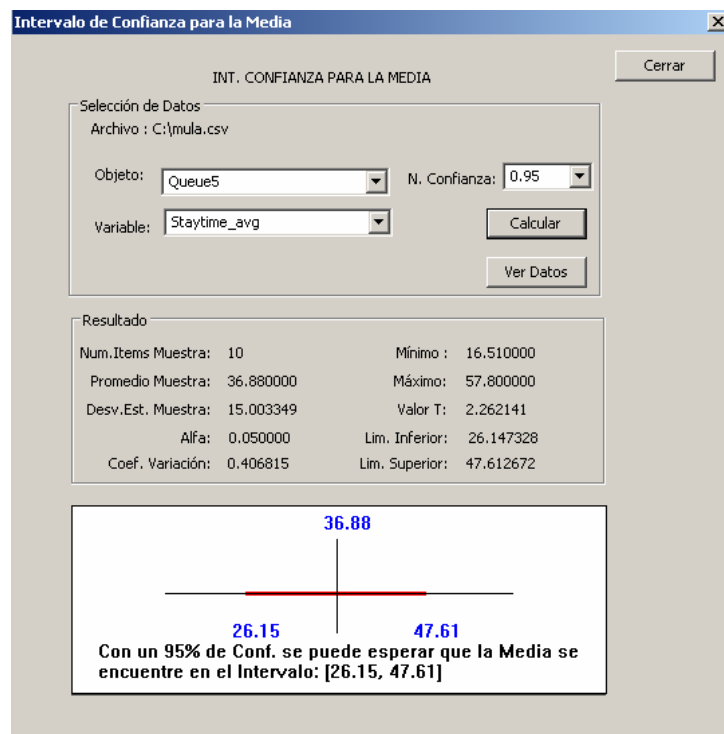 Intervalo de Confianza para la Media
Cerrar
INT. CONFIANZA PARA LA MEDIA
Selección de Datos
Archivo : C:\mula.csv
Objeto: Queue5 N. Confianza: 0.95
Variable: Staytime_avg Calcular
Ver Datos
Resultado
Num.Items Muestra: 10 Mínimo : 16.510000
Promedio Muestra: 36.880000 Máximo: 57.800000
Desv.Est. Muestra: 15.003349 Valor T: 2.262141
Alfa: 0.050000 Lim. Inferior: 26.147328
Coef. Variación: 0.406815 Lim. Superior: 47.612672
36.88
26.15 47.61
Con un 95% de Conf. se puede esperar que la Media se
encuentre en el Intervalo: [26.15, 47.61]